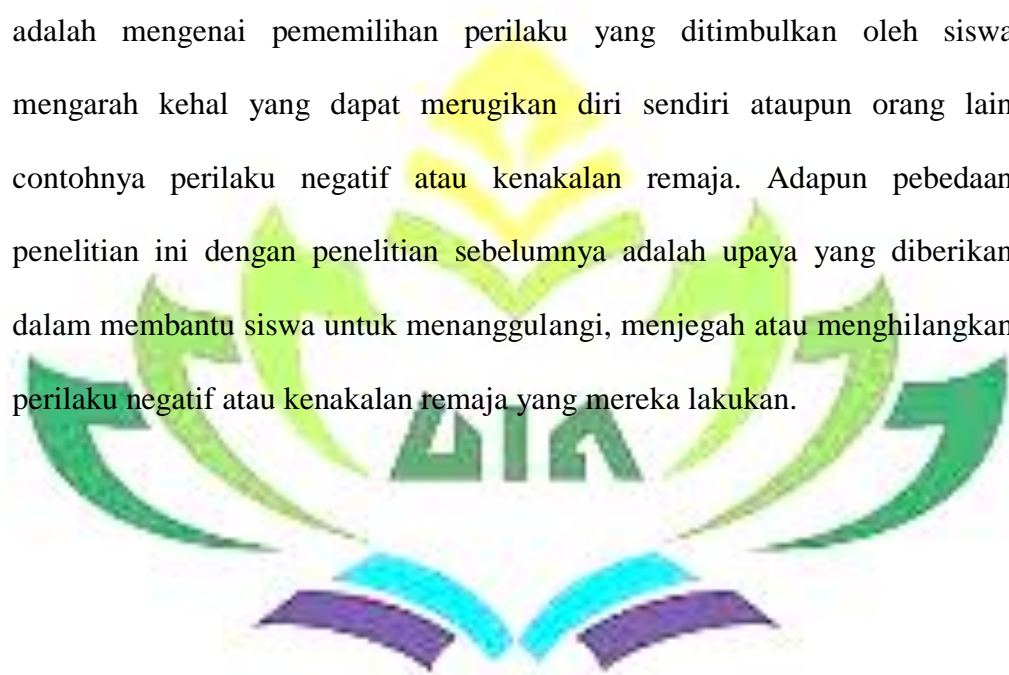 adalah mengenai pememilihan perilaku yang ditimbulkan oleh siswa
mengarah kehal yang dapat merugikan diri sendiri ataupun orang lain
contohnya perilaku negatif atau kenakalan remaja. Adapun pebedaan
penelitian ini dengan penelitian sebelumnya adalah upaya yang diberikan
dalam membantu siswa untuk menanggulangi, menjegah atau menghilangkan
perilaku negatif atau kenakalan remaja yang mereka lakukan.